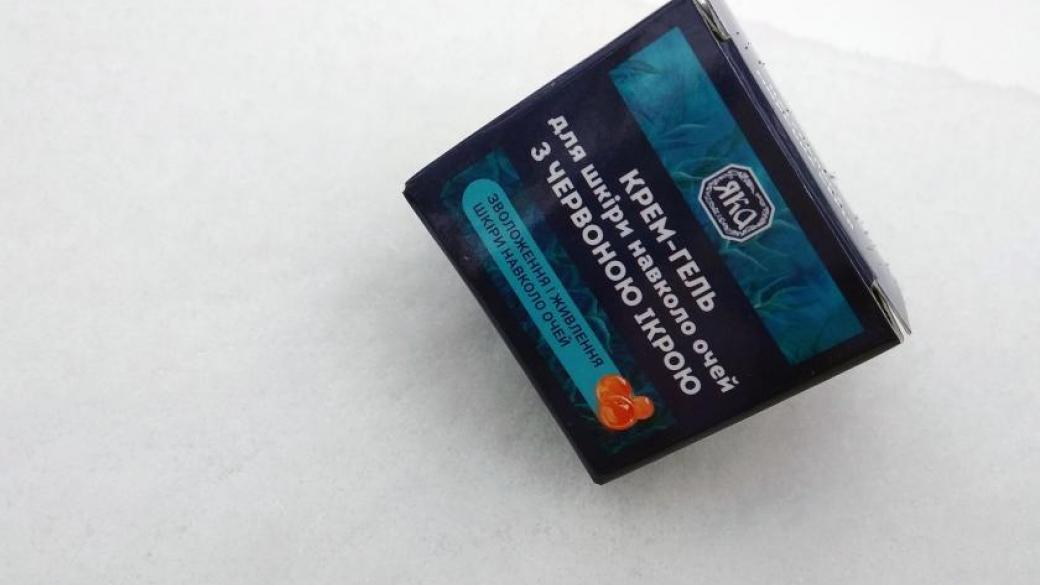 ЯКА
КРЕМ-ГЕЛЬ
для шкіри навколо очей
З ЧЕРВОНОЮ ІКРОЮ
ЗВОЛОЖЕННЯ І ЖИВЛЕННЯ
ШКІРИ НАВКОЛО ОЧЕЙ